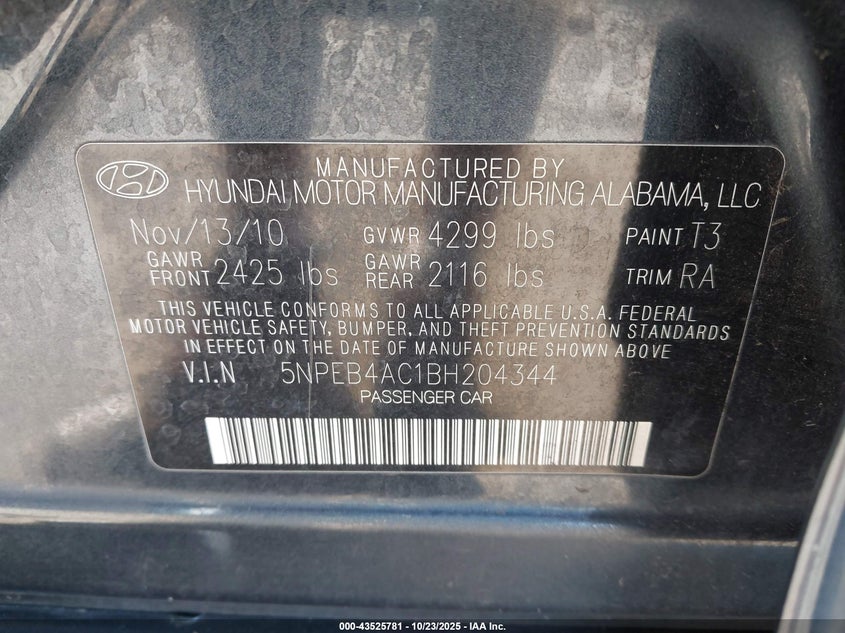 MANUFACTURED BY
HYUNDAI MOTOR MANUFACTURING ALABAMA, LLC
Nov/13/10 GVWR 4299 lbs PAINT T3
GAWR FRONT 2425 lbs GAWR REAR 2116 lbs TRIM RA
THIS VEHICLE CONFORMS TO ALL APPLICABLE U.S.A. FEDERAL
MOTOR VEHICLE SAFETY, BUMPER, AND THEFT PREVENTION STANDARDS
IN EFFECT ON THE DATE OF MANUFACTURE SHOWN ABOVE
V.I.N 5NPEB4AC1BH204344
PASSENGER CAR
000-43525781 - 10/23/2025 - IAA Inc.